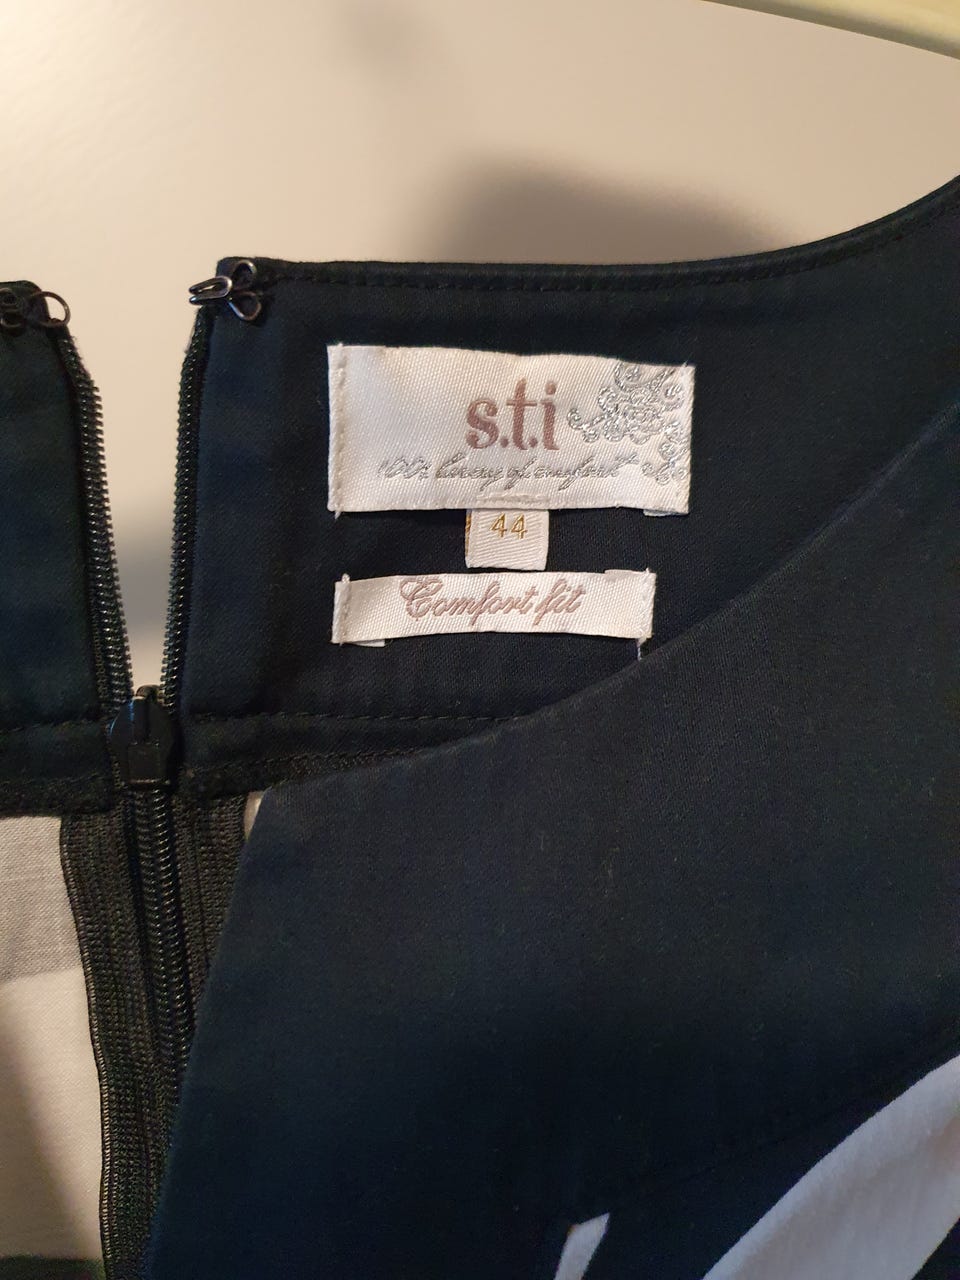 s.t.i
100% luxury of comfort
44
Comfort fit